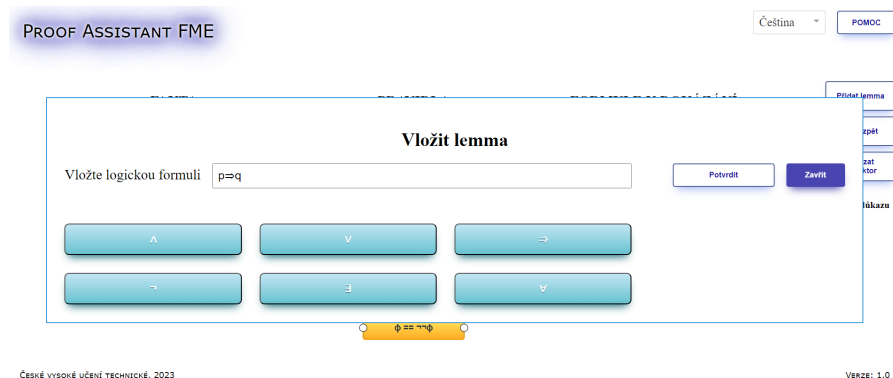 Proof Assistant FME
Čeština
POMOC
Přidat lemma
Vložit lemma
Vložte logickou formuli
p⇒q
Potvrdit
Zavřít
∧
∨
⇒
¬
∃
∀
ϕ == ¬¬ϕ
České vysoké učení technické, 2023
Verze: 1.0